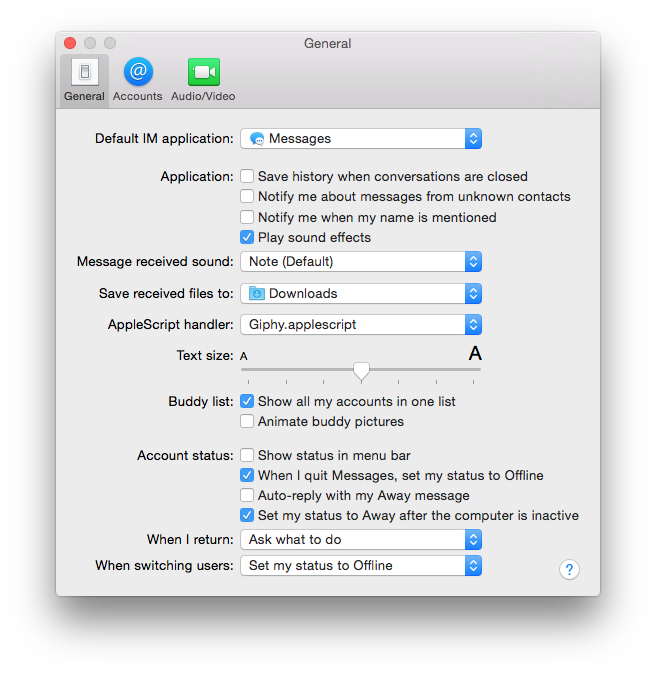 General
General Accounts Audio/Video
Default IM application: Messages
Application: Save history when conversations are closed
Notify me about messages from unknown contacts
Notify me when my name is mentioned
Play sound effects
Message received sound: Note (Default)
Save received files to: Downloads
AppleScript handler: Giphy.applescript
Text size: A A
Buddy list: Show all my accounts in one list
Animate buddy pictures
Account status: Show status in menu bar
When I quit Messages, set my status to Offline
Auto-reply with my Away message
Set my status to Away after the computer is inactive
When I return: Ask what to do
When switching users: Set my status to Offline
?